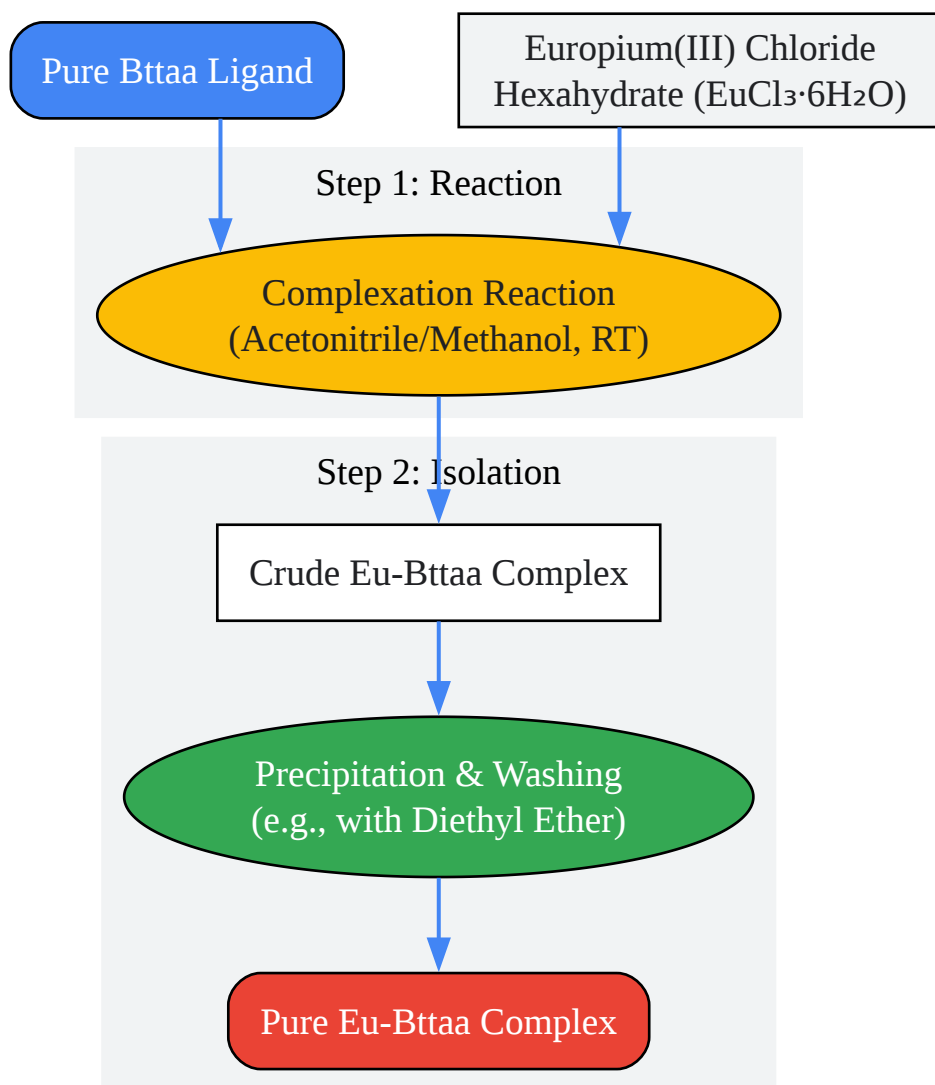 Pure Bttaa Ligand
Europium(III) Chloride
Hexahydrate (EuCl₃·6H₂O)
Step 1: Reaction
Complexation Reaction
(Acetonitrile/Methanol, RT)
Step 2: Isolation
Crude Eu-Bttaa Complex
Precipitation & Washing
(e.g., with Diethyl Ether)
Pure Eu-Bttaa Complex